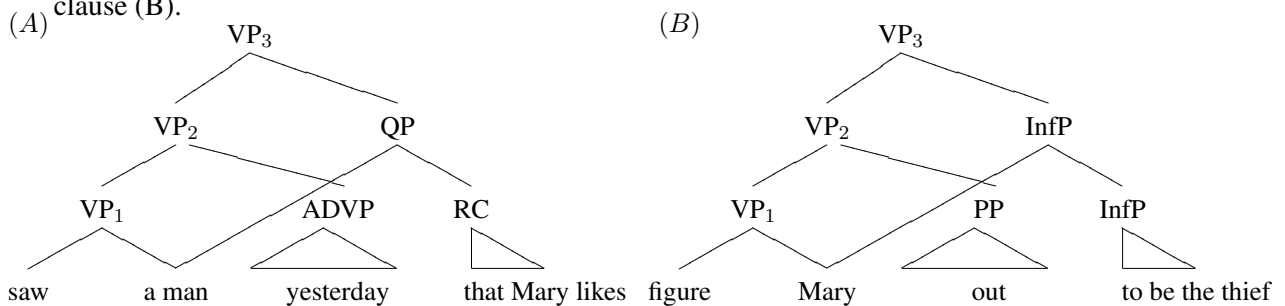 clause (B).
(A) VP3 (B) VP3
VP2 QP VP2 InfP
VP1 ADVP RC VP1 PP InfP
saw a man yesterday that Mary likes figure Mary out to be the thief